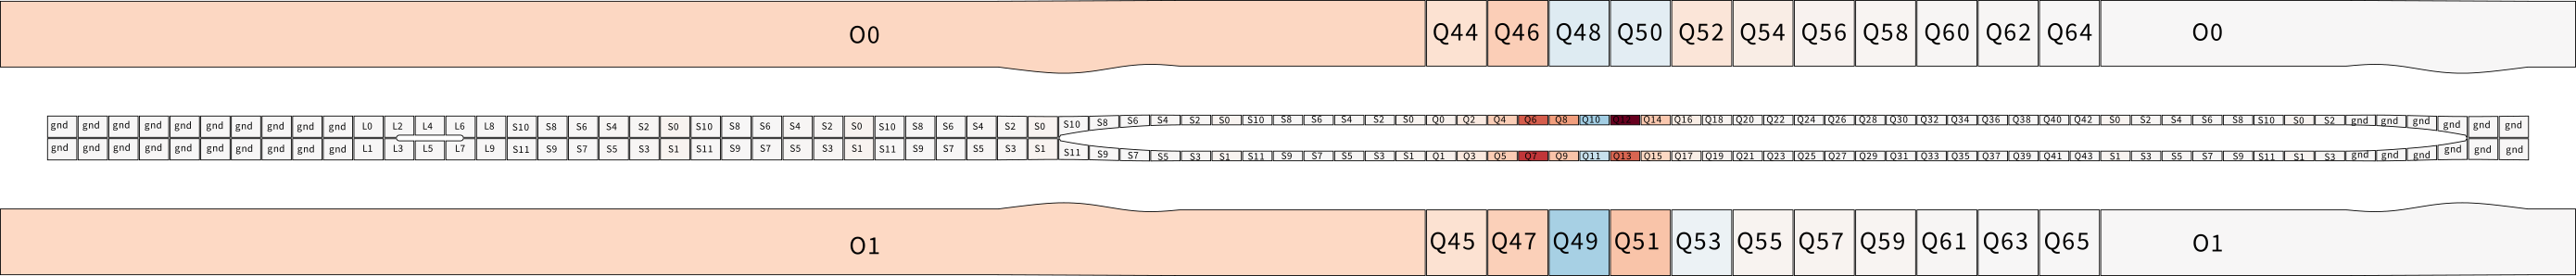 O0 Q44 Q46 Q48 Q50 Q52 Q54 Q56 Q58 Q60 Q62 Q64 O0
gnd gnd gnd gnd gnd gnd gnd gnd gnd gnd L0 L2 L4 L6 L8 S10 S8 S6 S4 S2 S0 S10 S8 S6 S4 S2 S0 S10 S8 S6 S4 S2 S0 S10 S8 S6 S4 S2 S0 S10 S8 S6 S4 S2 S0 Q0 Q2 Q4 Q6 Q8 Q10 Q12 Q14 Q16 Q18 Q20 Q22 Q24 Q26 Q28 Q30 Q32 Q34 Q36 Q38 Q40 Q42 S0 S2 S4 S6 S8 S10 S0 S2 gnd gnd gnd gnd gnd gnd
gnd gnd gnd gnd gnd gnd gnd gnd gnd gnd L1 L3 L5 L7 L9 S11 S9 S7 S5 S3 S1 S11 S9 S7 S5 S3 S1 S11 S9 S7 S5 S3 S1 S11 S9 S7 S5 S3 S1 S11 S9 S7 S5 S3 S1 Q1 Q3 Q5 Q7 Q9 Q11 Q13 Q15 Q17 Q19 Q21 Q23 Q25 Q27 Q29 Q31 Q33 Q35 Q37 Q39 Q41 Q43 S1 S3 S5 S7 S9 S11 S1 S3 gnd gnd gnd gnd gnd gnd
O1 Q45 Q47 Q49 Q51 Q53 Q55 Q57 Q59 Q61 Q63 Q65 O1